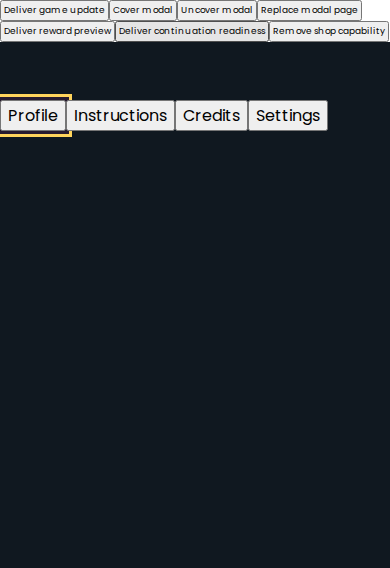 Deliver game update Cover modal Uncover modal Replace modal page
Deliver reward preview Deliver continuation readiness Remove shop capability
Profile Instructions Credits Settings